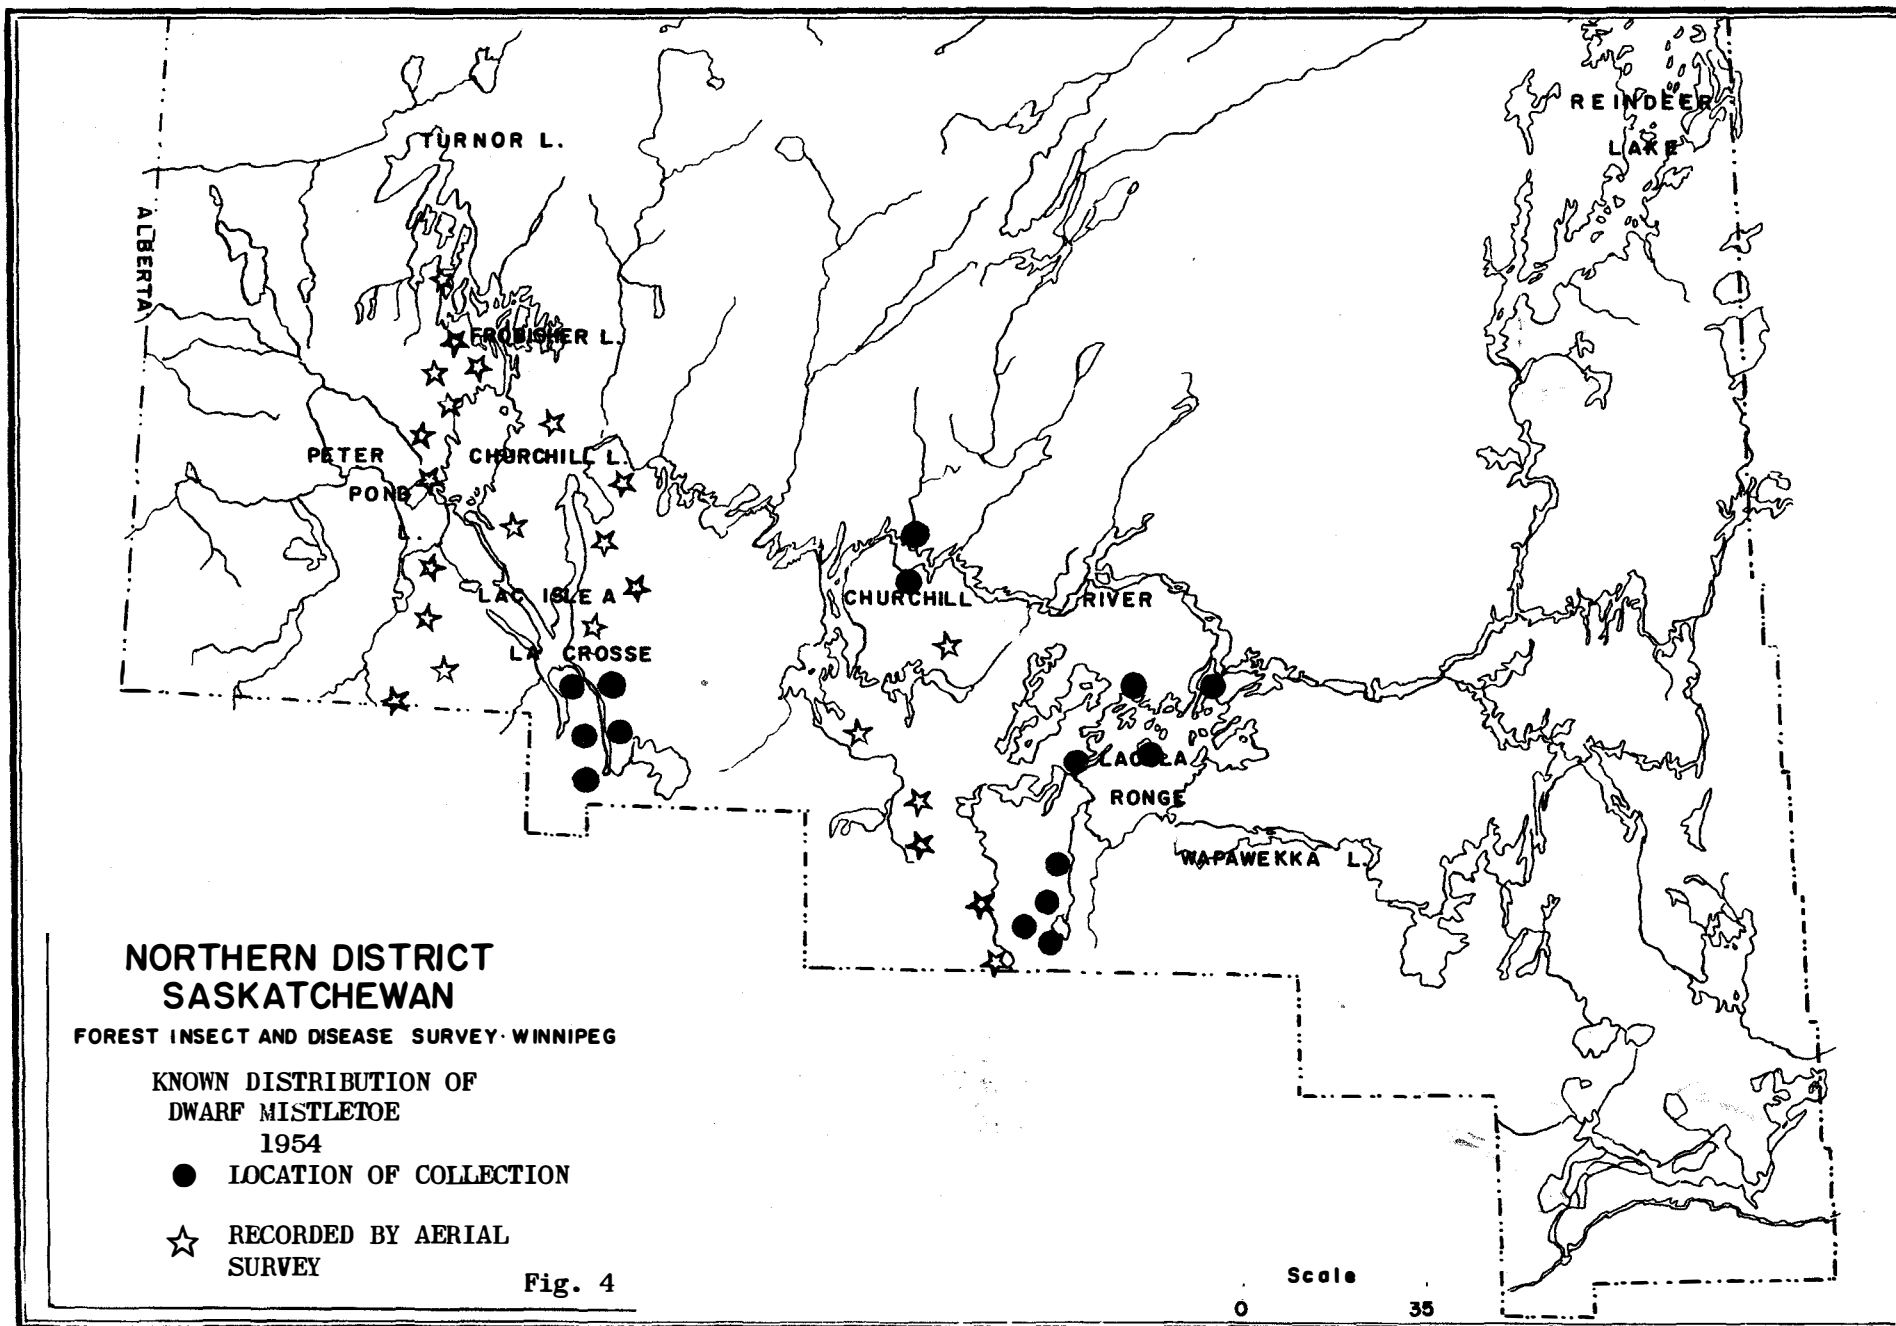 REINDEER
LAKE
TURNOR L.
ALBERTA
FROBISHER L.
PETER
POND
L.
CHURCHILL L.
LAC ISLE A
LA CROSSE
CHURCHILL RIVER
LAC LA
RONGE
WAPAWEKKA L.
NORTHERN DISTRICT
SASKATCHEWAN
FOREST INSECT AND DISEASE SURVEY · WINNIPEG
KNOWN DISTRIBUTION OF
DWARF MISTLETOE
1954
LOCATION OF COLLECTION
RECORDED BY AERIAL
SURVEY
Fig. 4
Scale
0 35